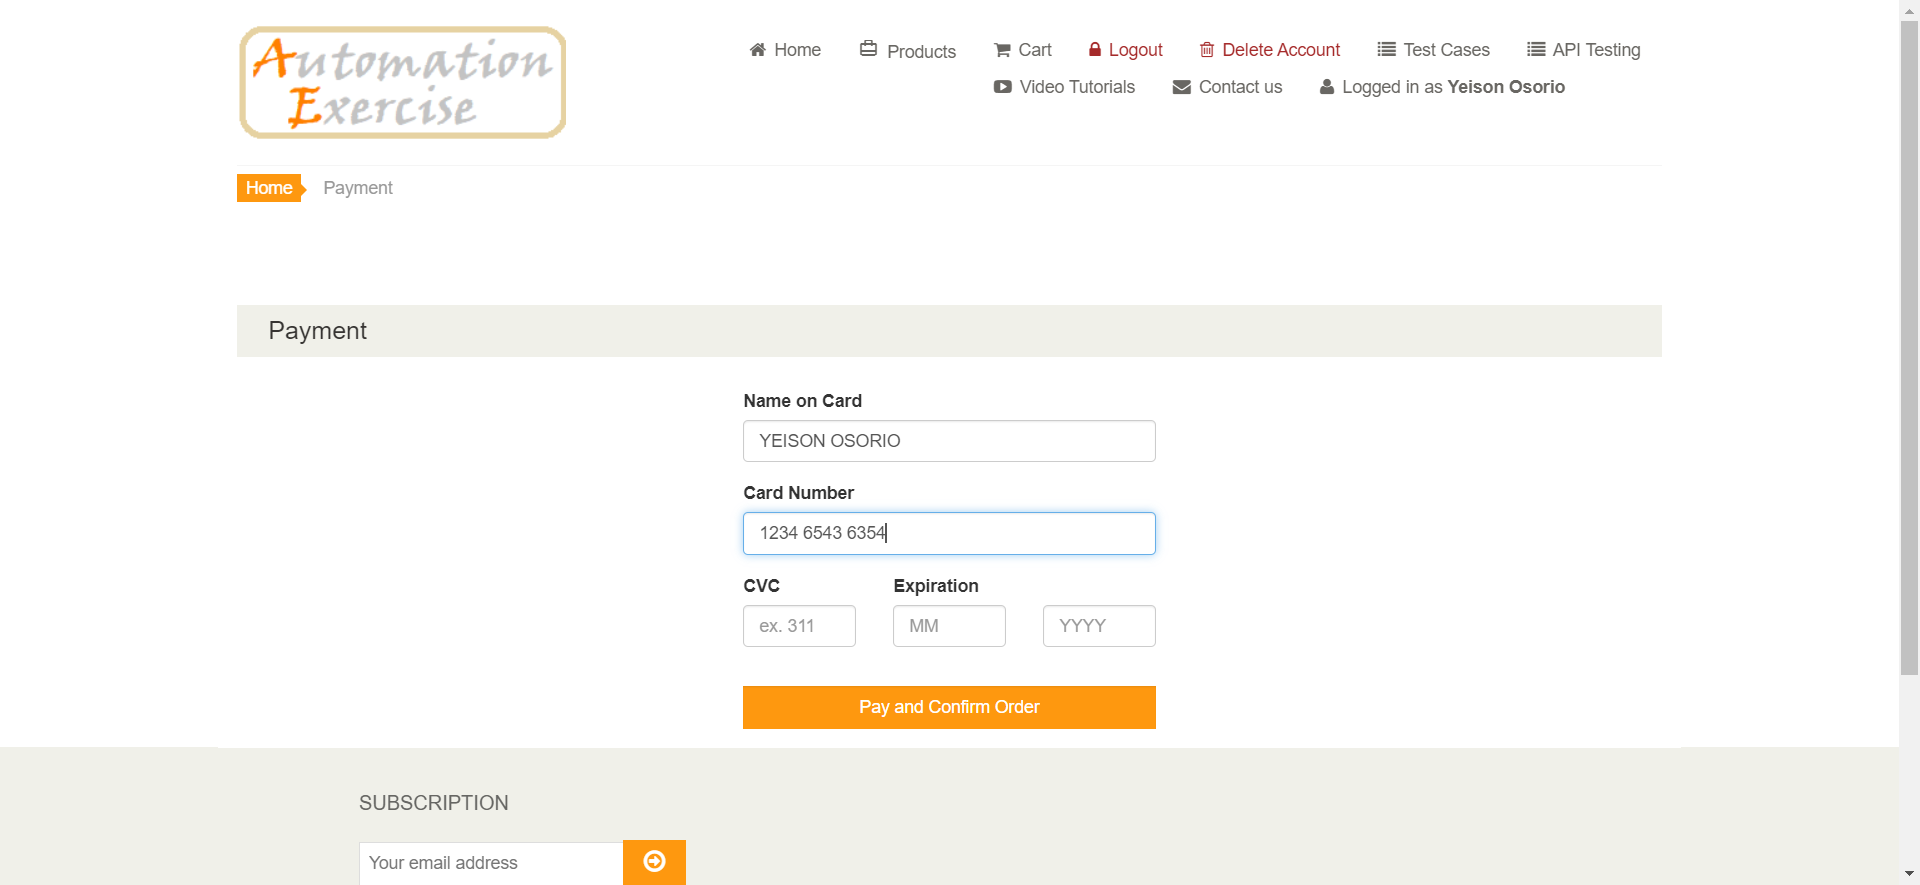 Automation
Exercise
Home Products Cart Logout Delete Account Test Cases API Testing
Video Tutorials Contact us Logged in as Yeison Osorio
Home Payment
Payment
Name on Card
YEISON OSORIO
Card Number
1234 6543 6354
CVC Expiration
ex. 311 MM YYYY
Pay and Confirm Order
SUBSCRIPTION
Your email address